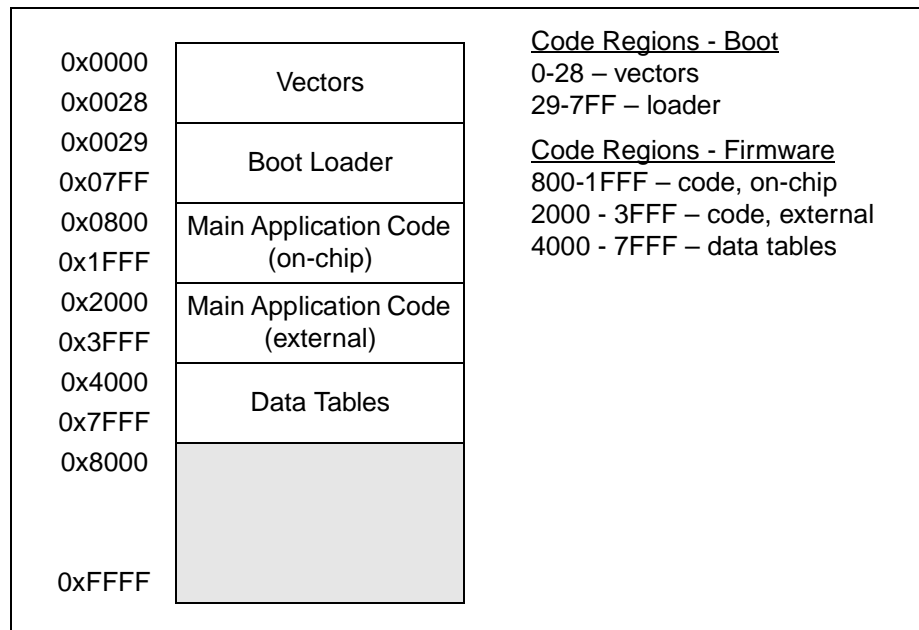 0x0000
Vectors
0x0028
0x0029
Boot Loader
0x07FF
0x0800
Main Application Code
(on-chip)
0x1FFF
0x2000
Main Application Code
(external)
0x3FFF
0x4000
Data Tables
0x7FFF
0x8000
0xFFFF
Code Regions - Boot
0-28 – vectors
29-7FF – loader
Code Regions - Firmware
800-1FFF – code, on-chip
2000 - 3FFF – code, external
4000 - 7FFF – data tables